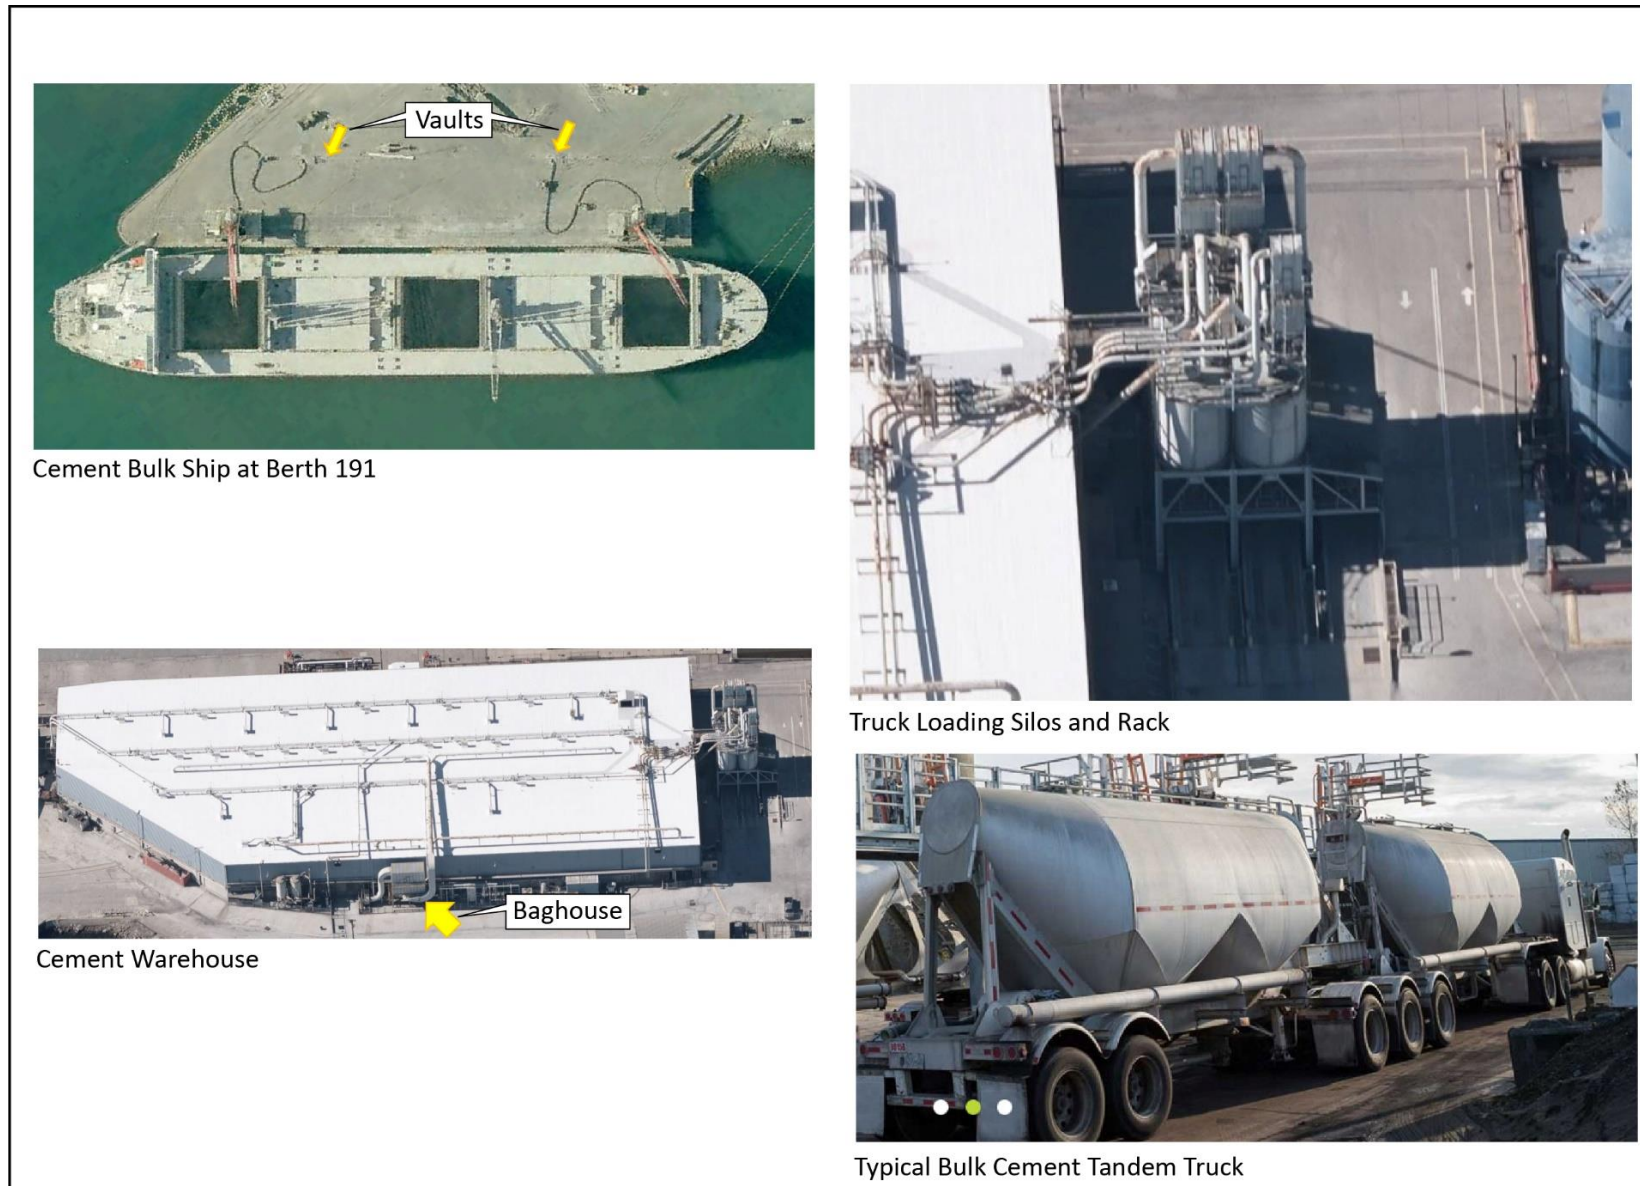 Vaults
Cement Bulk Ship at Berth 191
Truck Loading Silos and Rack
Baghouse
Cement Warehouse
Typical Bulk Cement Tandem Truck